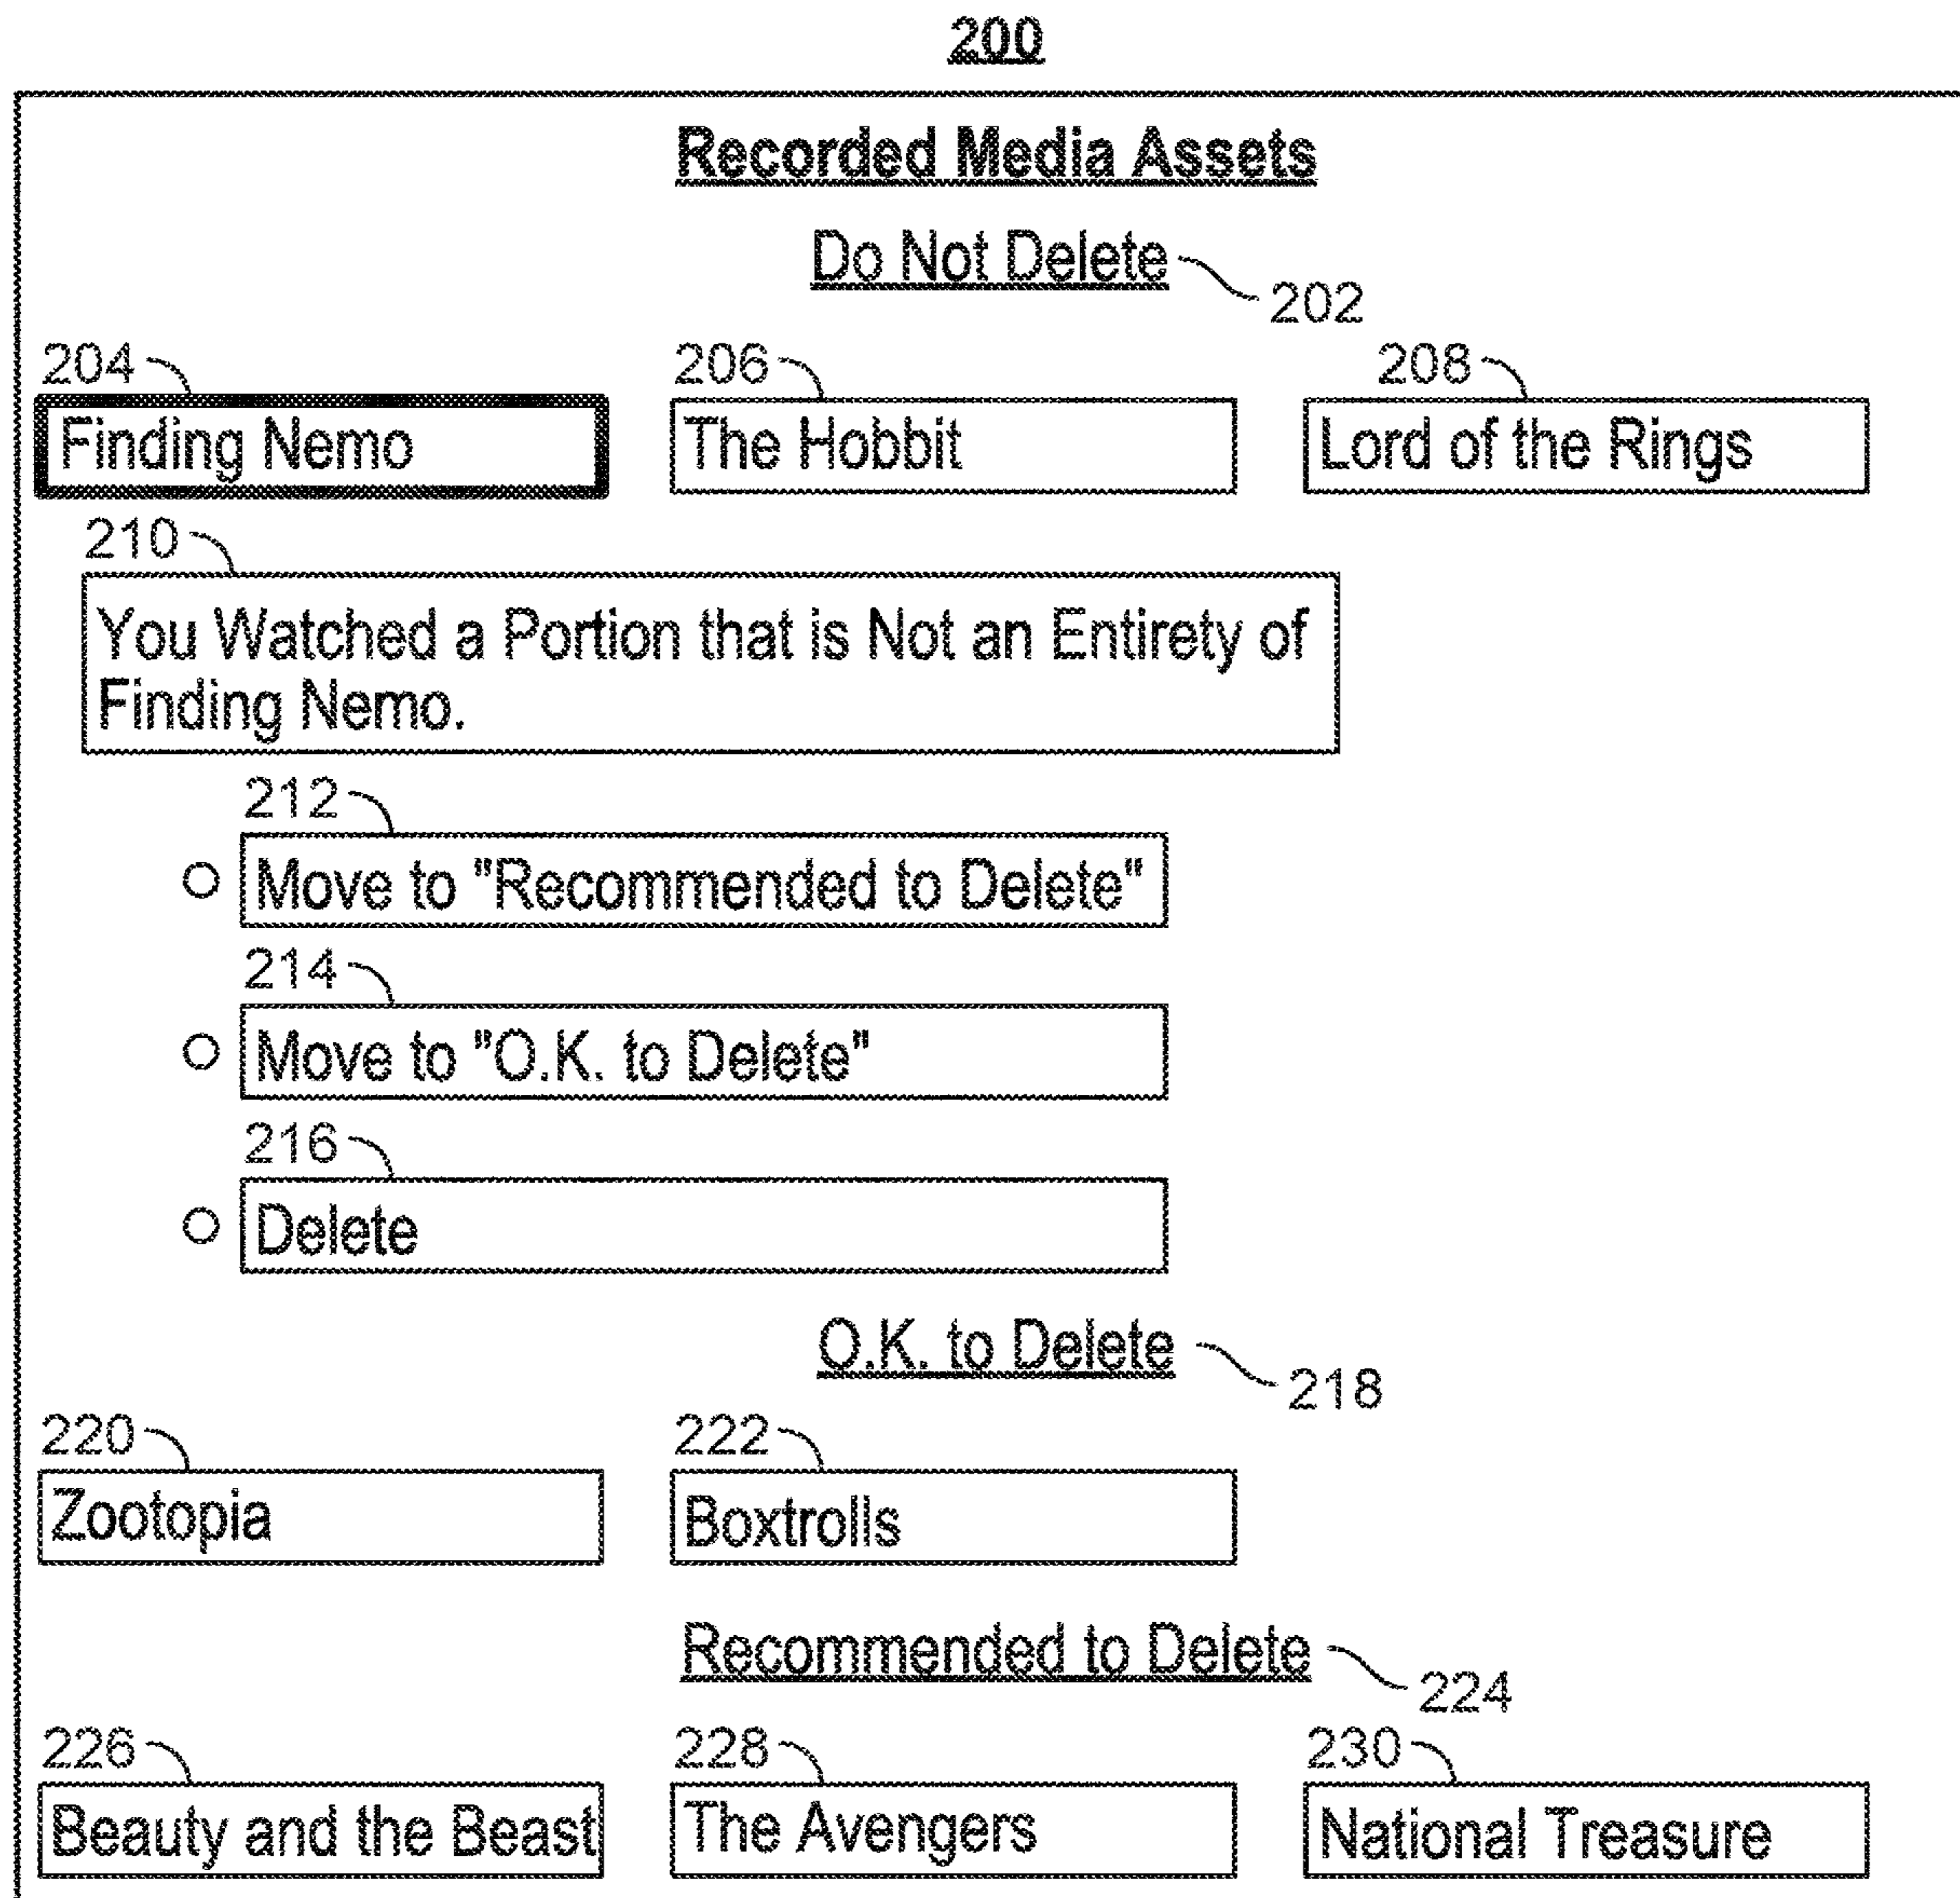 200
Recorded Media Assets
Do Not Delete
202
204 206 208
Finding Nemo The Hobbit Lord of the Rings
210
You Watched a Portion that is Not an Entirety of
Finding Nemo.
212
Move to "Recommended to Delete"
214
Move to "O.K. to Delete"
216
Delete
O.K. to Delete
218
220 222
Zootopia Boxtrolls
Recommended to Delete
224
226 228 230
Beauty and the Beast The Avengers National Treasure